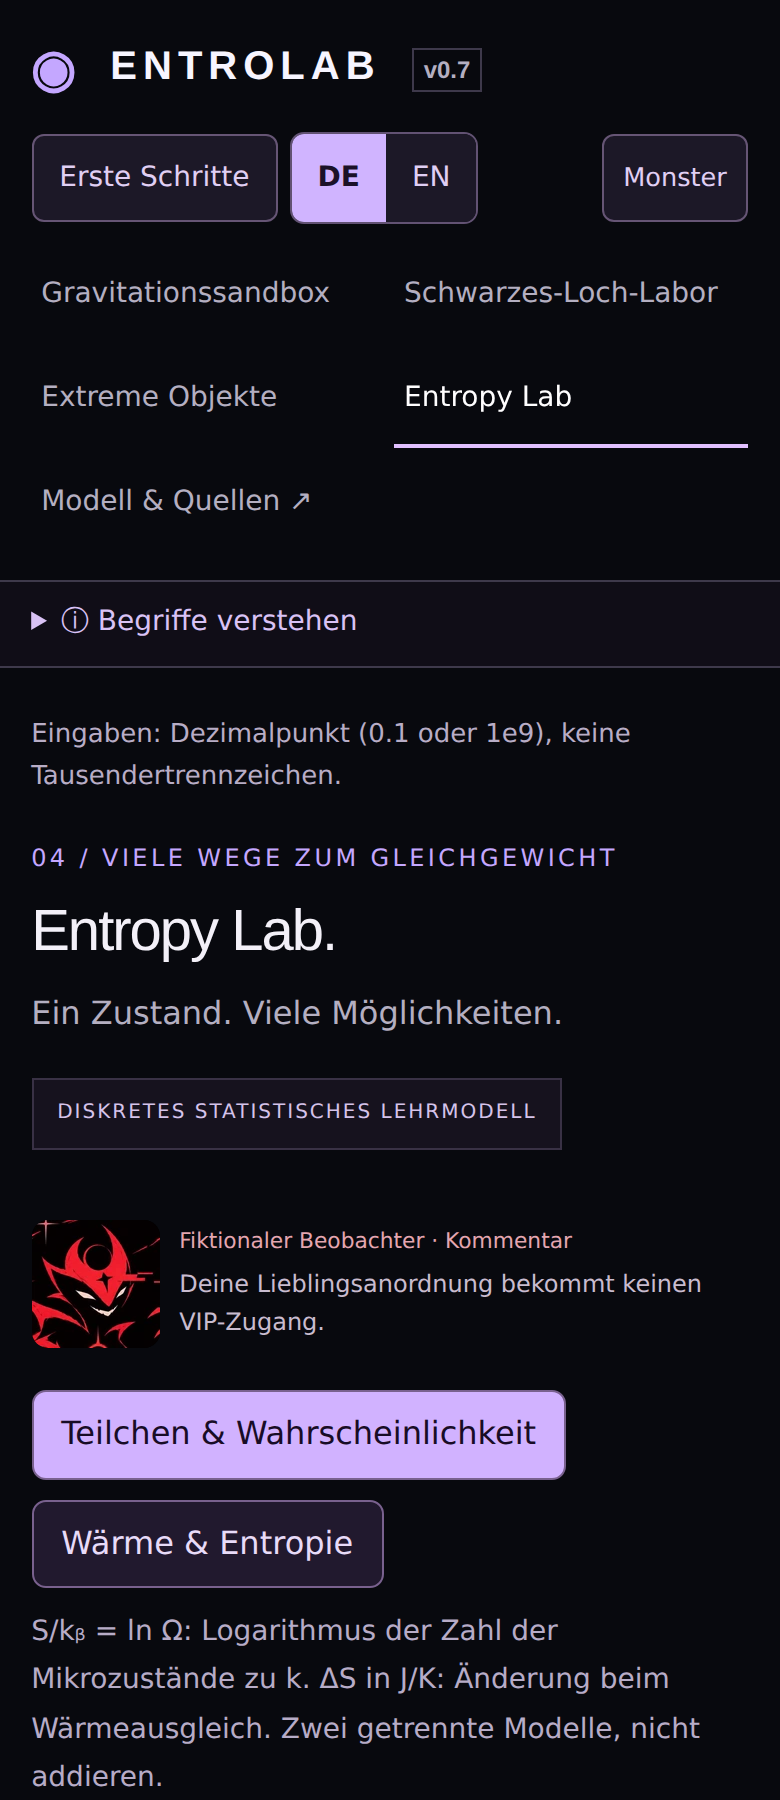 ◉ ENTROLAB v0.7
Erste Schritte DE EN Monster
Gravitationssandbox Schwarzes-Loch-Labor
Extreme Objekte Entropy Lab
Modell & Quellen ↗
▶ ⓘ Begriffe verstehen
Eingaben: Dezimalpunkt (0.1 oder 1e9), keine
Tausendertrennzeichen.
04 / VIELE WEGE ZUM GLEICHGEWICHT
Entropy Lab.
Ein Zustand. Viele Möglichkeiten.
DISKRETES STATISTISCHES LEHRMODELL
Fiktionaler Beobachter · Kommentar
Deine Lieblingsanordnung bekommt keinen
VIP-Zugang.
Teilchen & Wahrscheinlichkeit
Wärme & Entropie
S/kᵦ = ln Ω: Logarithmus der Zahl der
Mikrozustände zu k. ΔS in J/K: Änderung beim
Wärmeausgleich. Zwei getrennte Modelle, nicht
addieren.